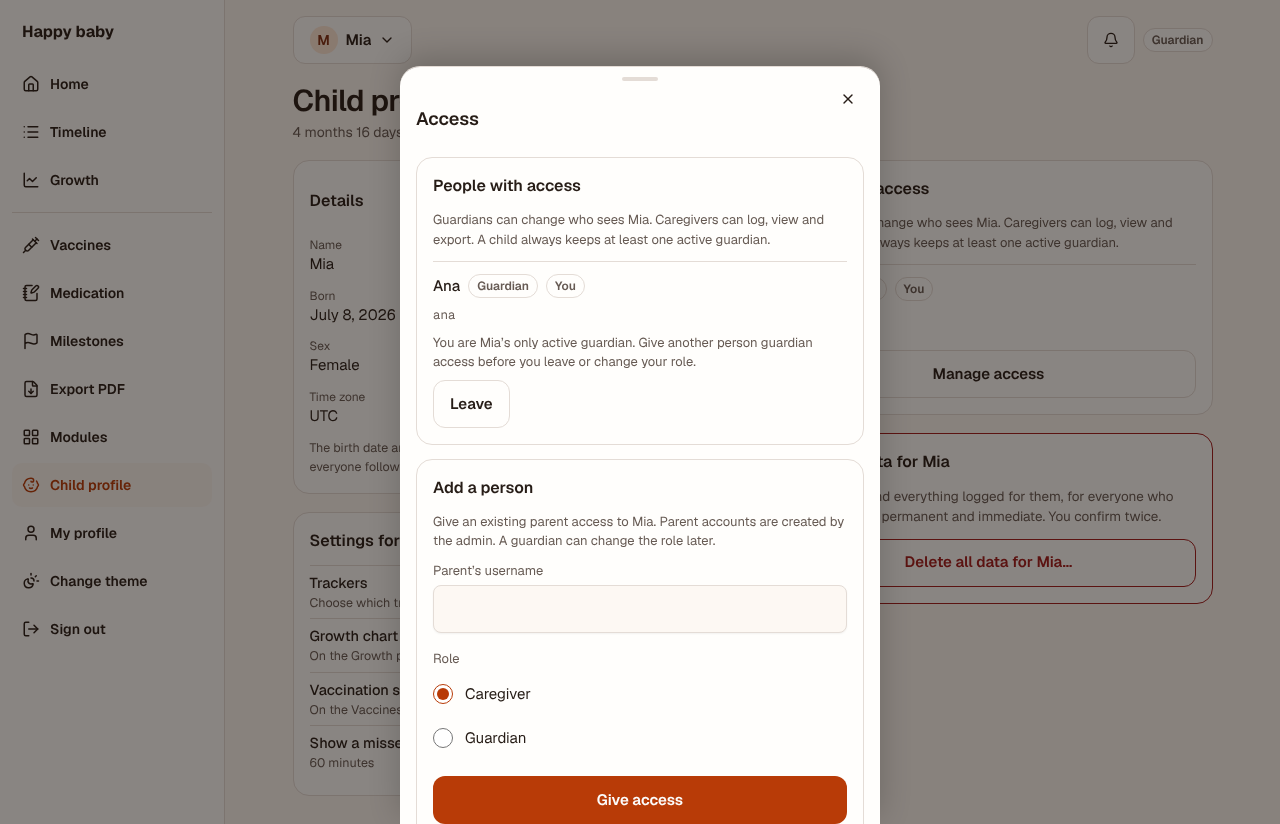 Happy baby
Home
Timeline
Growth
Vaccines
Medication
Milestones
Export PDF
Modules
Child profile
My profile
Change theme
Sign out
M Mia
Guardian
Child pr
4 months 16 days
Details
Name
Mia
Born
July 8, 2026
Sex
Female
Time zone
UTC
The birth date
everyone follow
Settings for
Trackers
Choose which
Growth chart
On the Growth
Vaccination
On the Vaccines
Show a misse
60 minutes
Access
People with access
Guardians can change who sees Mia. Caregivers can log, view and
export. A child always keeps at least one active guardian.
Ana Guardian You
ana
You are Mia's only active guardian. Give another person guardian
access before you leave or change your role.
Leave
Add a person
Give an existing parent access to Mia. Parent accounts are created by
the admin. A guardian can change the role later.
Parent's username
Role
Caregiver
Guardian
Give access
access
hange who sees Mia. Caregivers can log, view and
ways keeps at least one active guardian.
You
Manage access
ta for Mia
d everything logged for them, for everyone who
permanent and immediate. You confirm twice.
Delete all data for Mia...